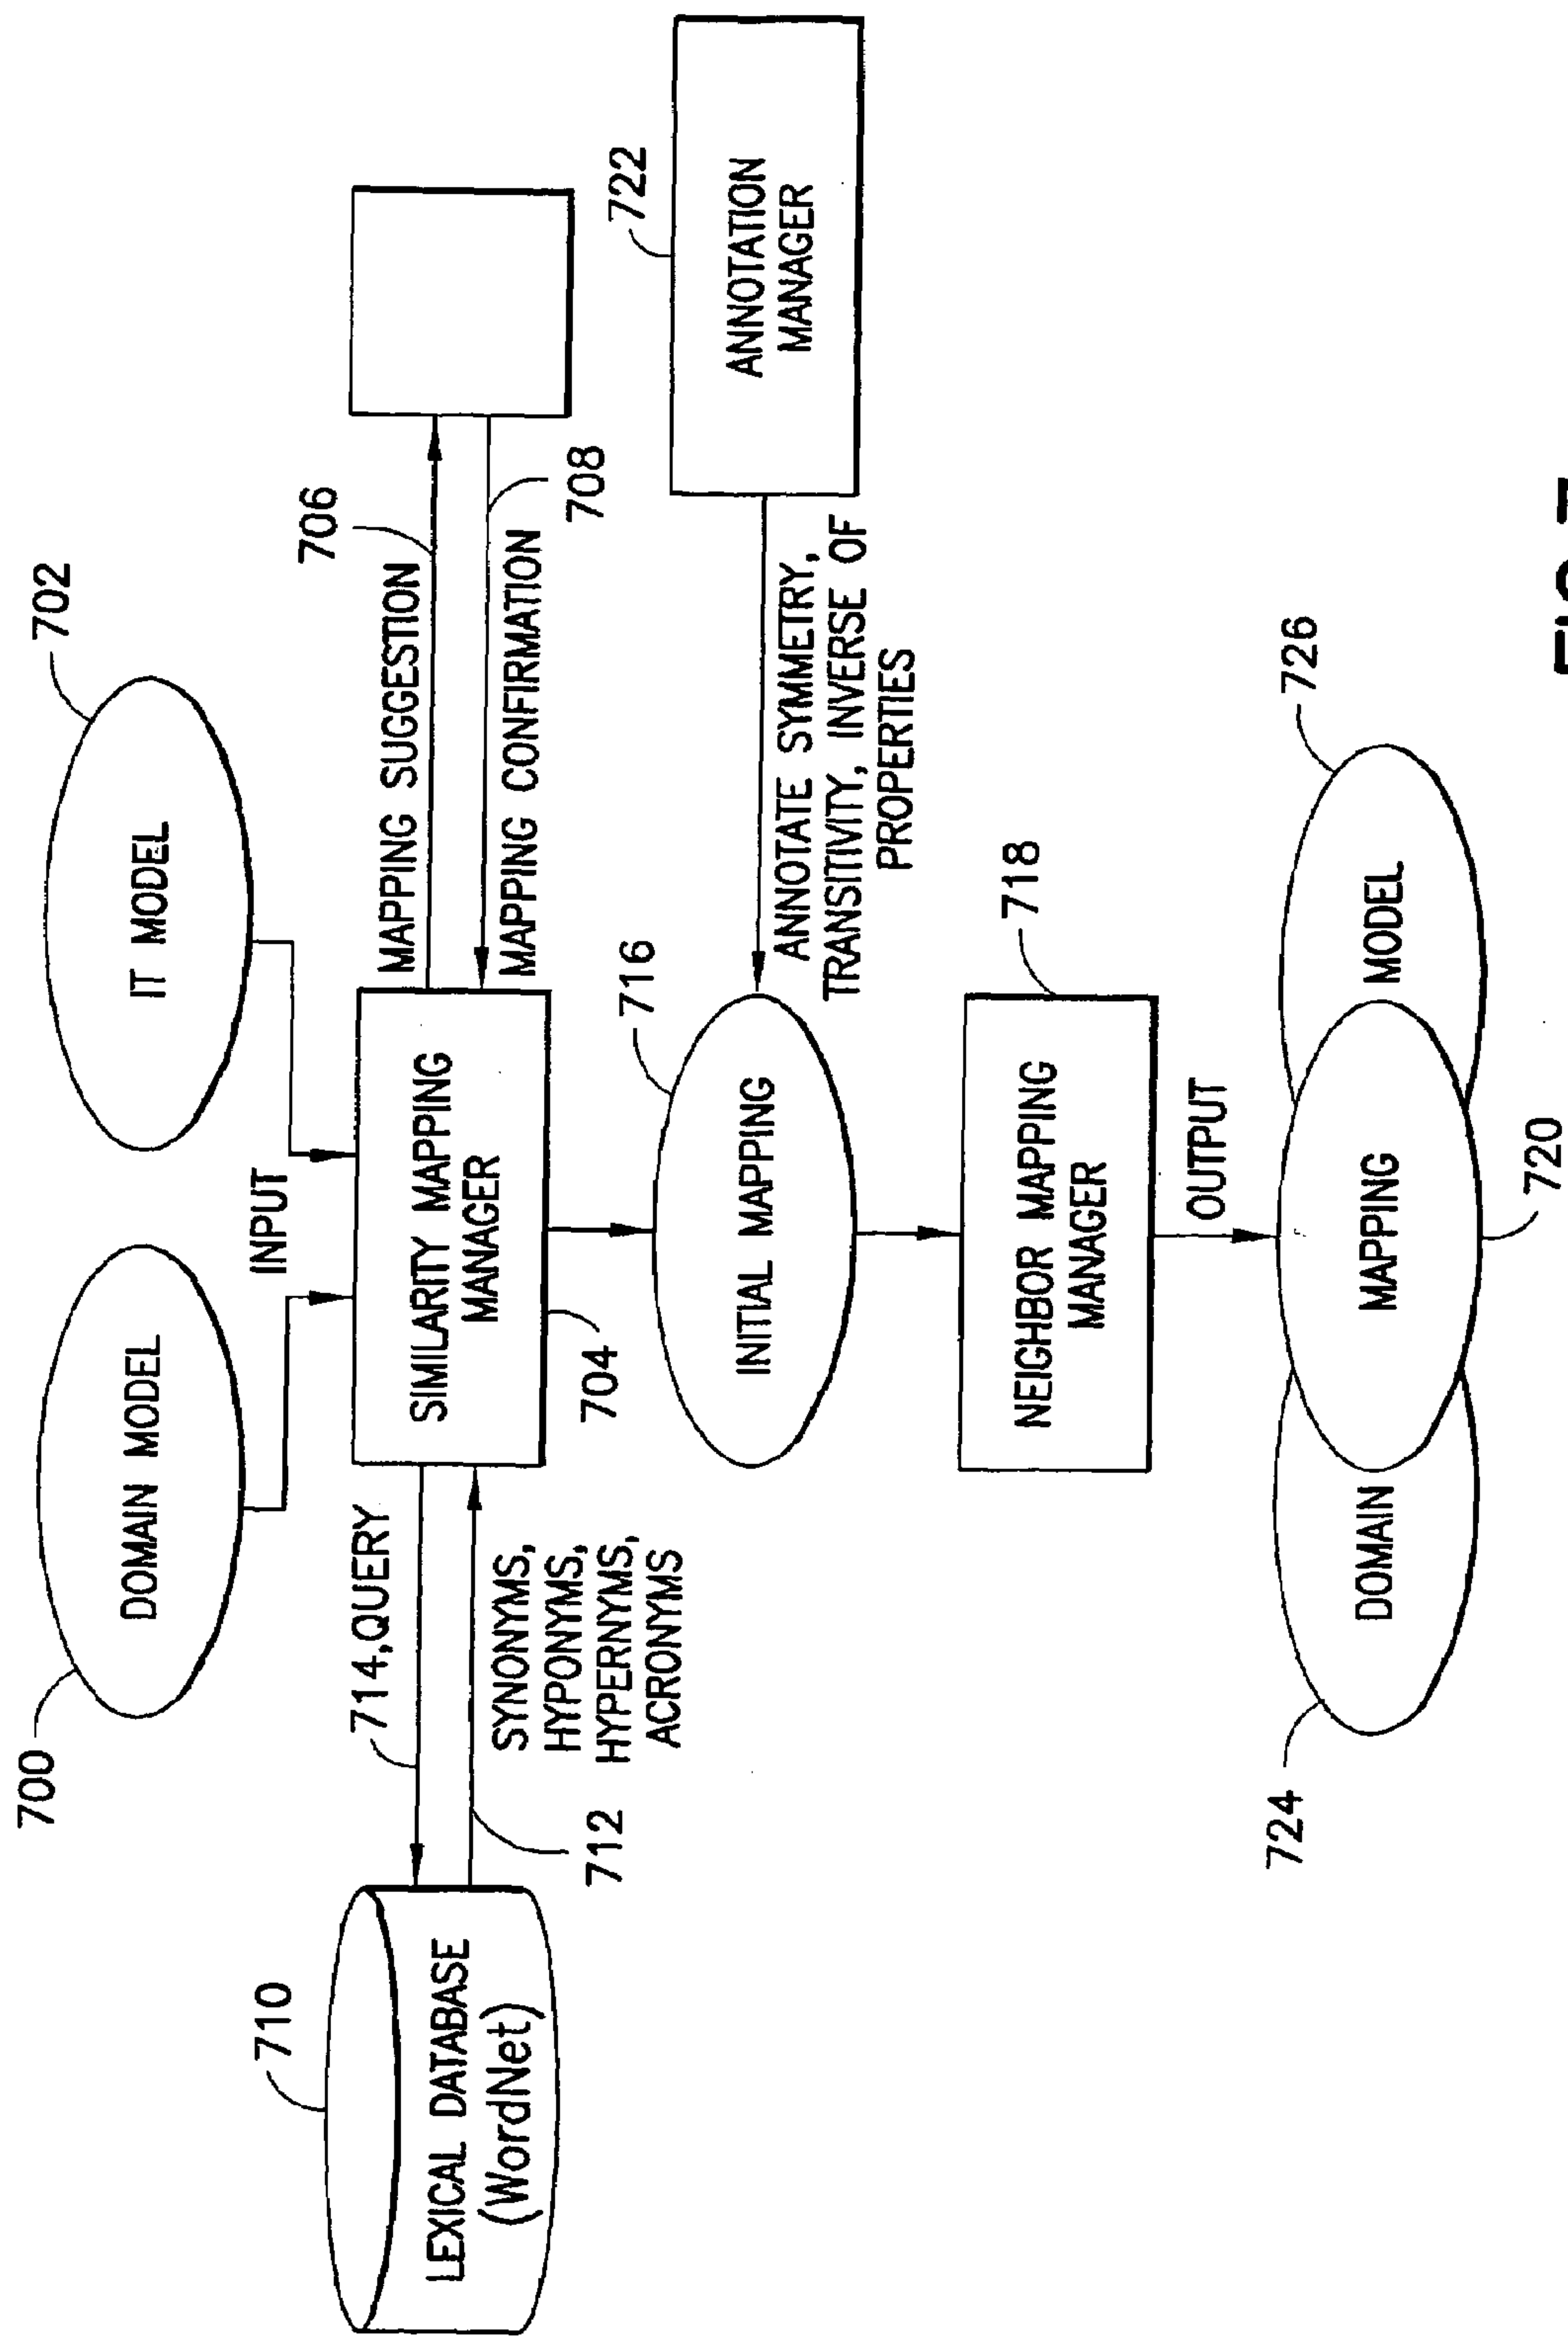 700
DOMAIN MODEL
702
IT MODEL
INPUT
710
LEXICAL DATABASE
(WordNet)
714,QUERY
712
SYNONYMS,
HYPONYMS,
HYPERNYMS,
ACRONYMS
SIMILARITY MAPPING
MANAGER
704
706
MAPPING SUGGESTION
MAPPING CONFIRMATION
708
716
INITIAL MAPPING
722
ANNOTATION
MANAGER
ANNOTATE SYMMETRY,
TRANSITIVITY, INVERSE OF
PROPERTIES
718
NEIGHBOR MAPPING
MANAGER
OUTPUT
724
DOMAIN
MAPPING
MODEL
726
720